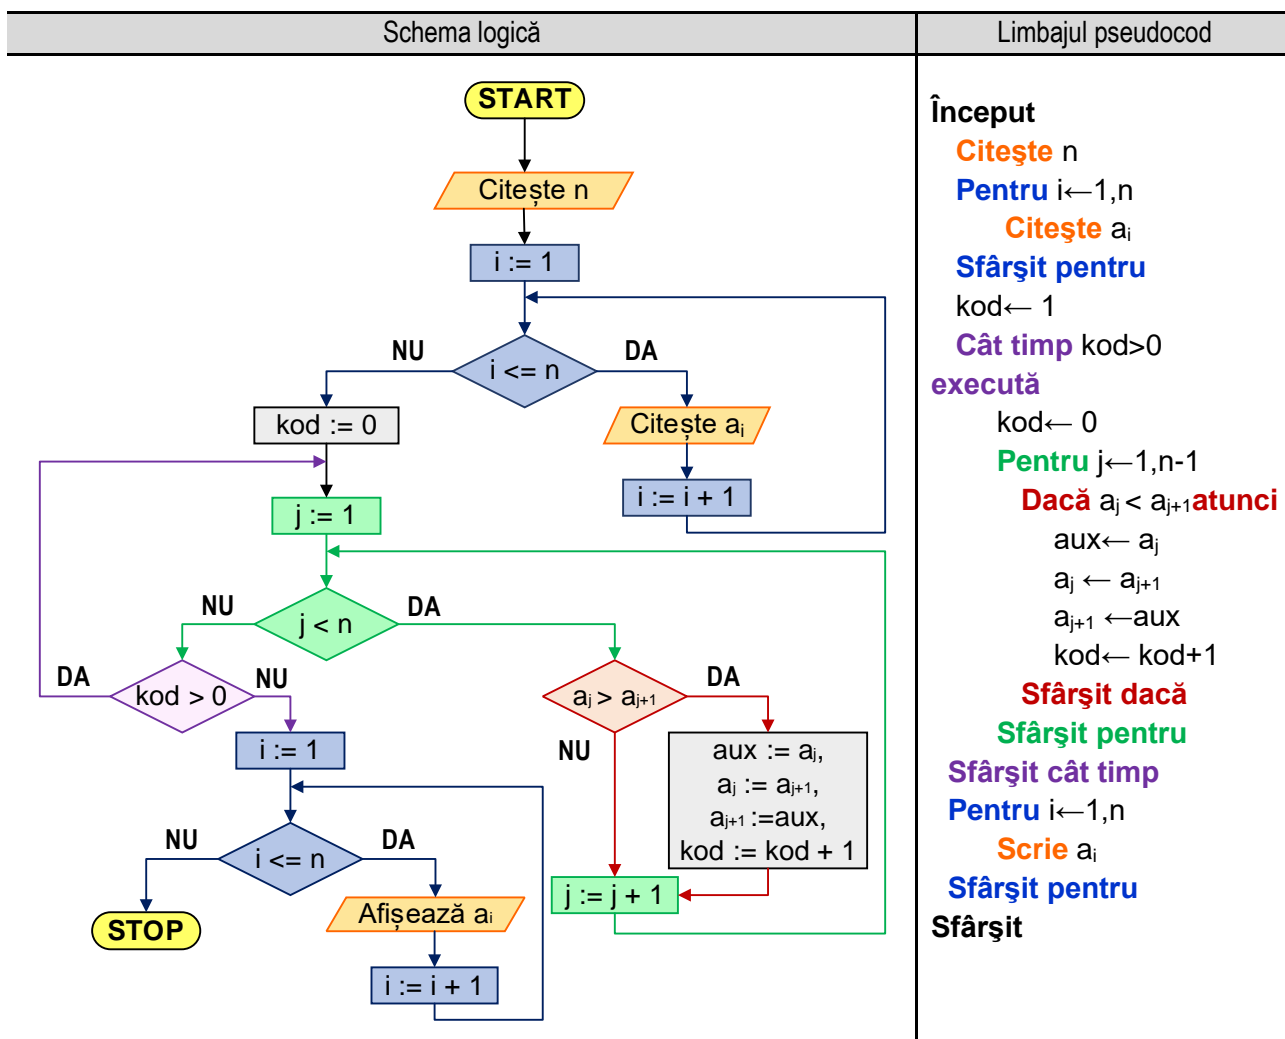 Schema logică
Limbajul pseudocod
START
Citește n
i := 1
i <= n
NU
DA
kod := 0
Citește ai
i := i + 1
j := 1
j < n
NU
DA
kod > 0
DA
NU
aj > aj+1
DA
NU
aux := aj,
aj := aj+1,
aj+1 :=aux,
kod := kod + 1
j := j + 1
i := 1
i <= n
NU
DA
Afișează ai
i := i + 1
STOP
Început
Citeşte n
Pentru i←1,n
Citeşte ai
Sfârşit pentru
kod← 1
Cât timp kod>0
execută
kod← 0
Pentru j←1,n-1
Dacă aj < aj+1atunci
aux← aj
aj ← aj+1
aj+1 ←aux
kod← kod+1
Sfârşit dacă
Sfârşit pentru
Sfârşit cât timp
Pentru i←1,n
Scrie ai
Sfârşit pentru
Sfârşit